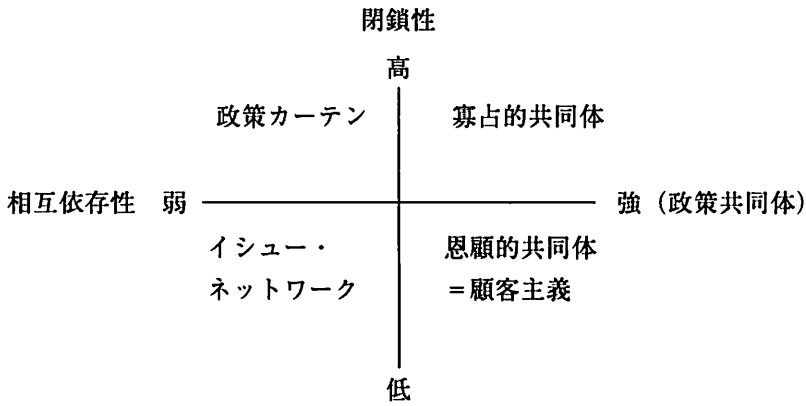 閉鎖性
高
政策カーテン 寡占的共同体
相互依存性 弱 強（政策共同体）
イシュー・ 恩顧的共同体
ネットワーク ＝顧客主義
低